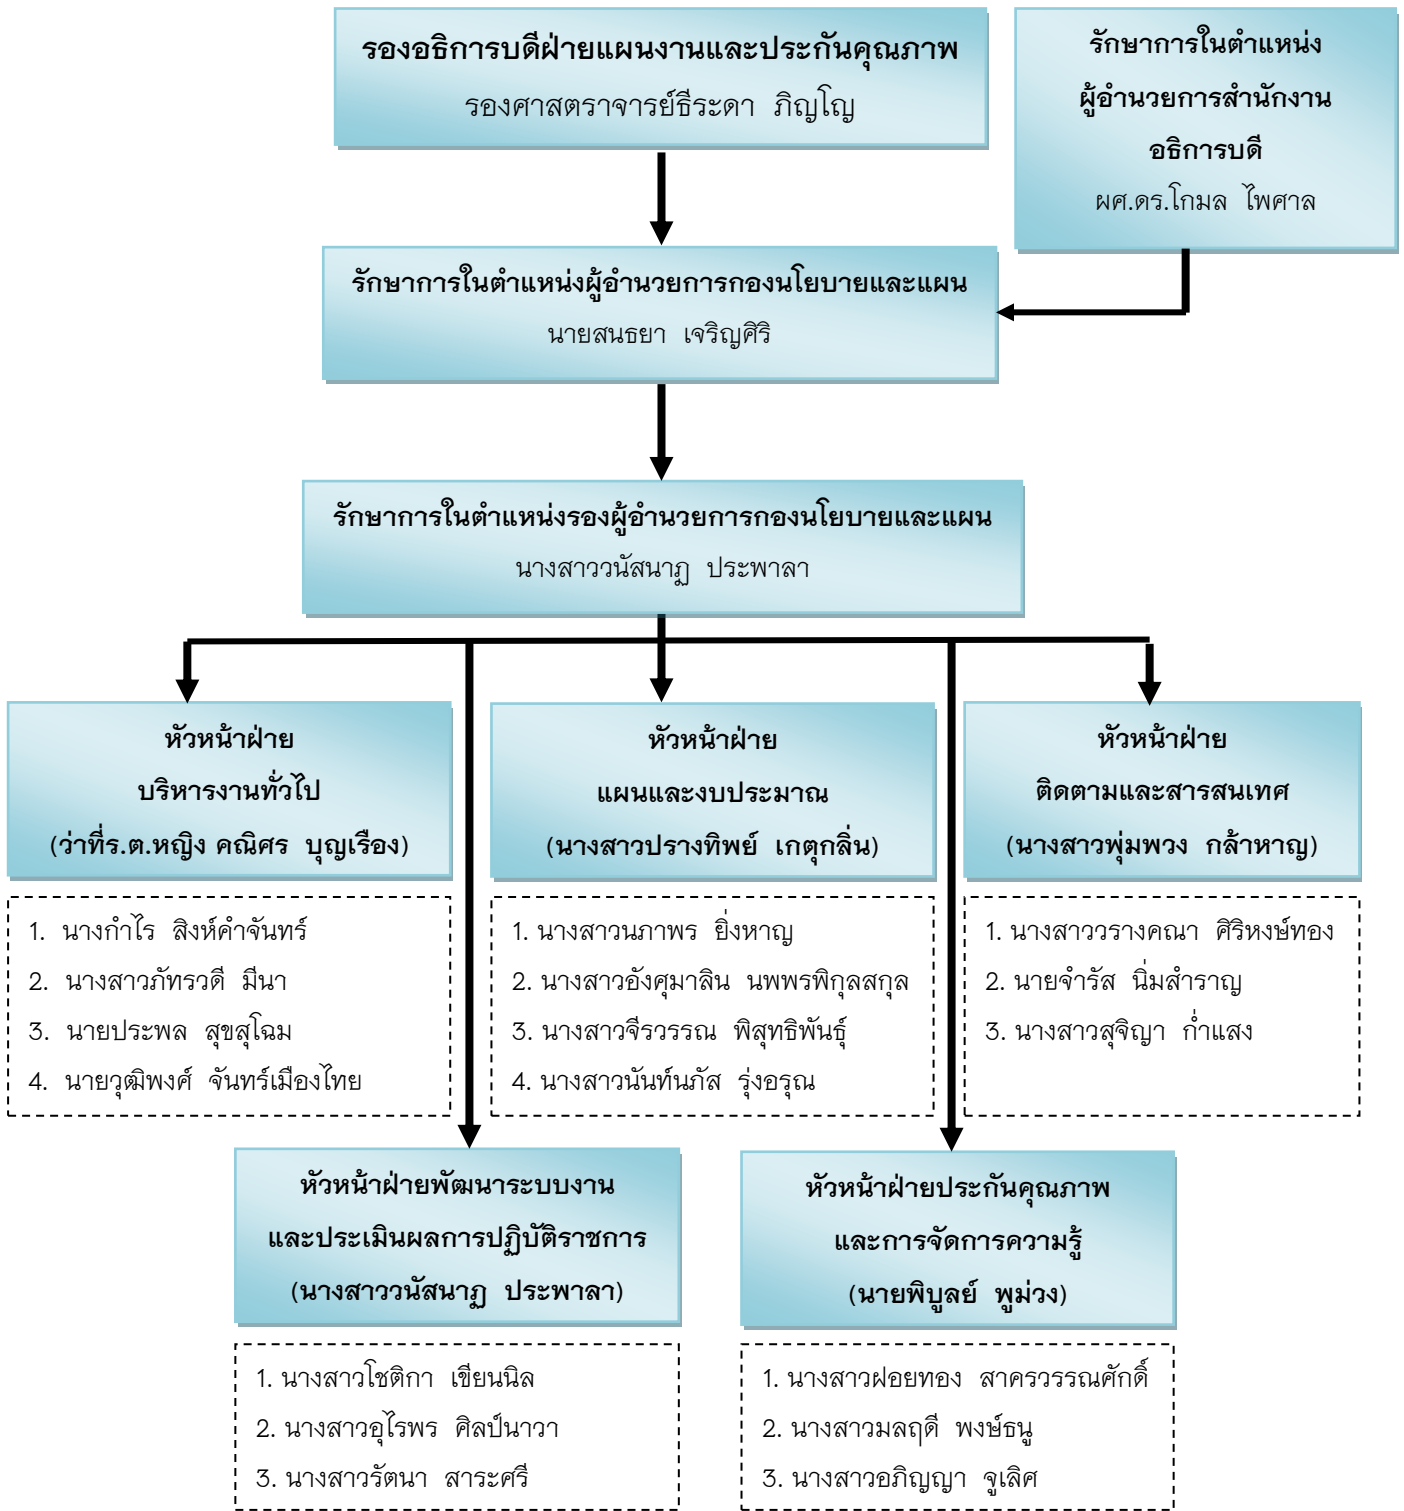 รองอธิการบดีฝ่ายแผนงานและประกันคุณภาพ
รองศาสตราจารย์ธีระดา  ภิญโญ
รักษาการในตำแหน่ง
ผู้อำนวยการสำนักงาน
อธิการบดี
ผศ.ดร.โกมล  ไพศาล
รักษาการในตำแหน่งผู้อำนวยการกองนโยบายและแผน
นายสนธยา  เจริญศิริ
รักษาการในตำแหน่งรองผู้อำนวยการกองนโยบายและแผน
นางสาววนัสนาฏ  ประพาลา
หัวหน้าฝ่าย
บริหารงานทั่วไป
(ว่าที่ร.ต.หญิง คณิศร  บุญเรือง)
1.  นางกำไร  สิงห์คำจันทร์
2.  นางสาวภัทรวดี  มีนา
3.  นายประพล  สุขสุโฉม
4.  นายวุฒิพงศ์  จันทร์เมืองไทย
หัวหน้าฝ่าย
แผนและงบประมาณ
(นางสาวปรางทิพย์  เกตุกลิ่น)
1. นางสาวนภาพร  ยิ่งหาญ
2. นางสาวอังศุมาลิน  นพพรพิกุลสกุล
3. นางสาวจีรวรรณ  พิสุทธิพันธุ์
4. นางสาวนันท์นภัส  รุ่งอรุณ
หัวหน้าฝ่าย
ติดตามและสารสนเทศ
(นางสาวพุ่มพวง  กล้าหาญ)
1. นางสาววรางคณา  ศิริหงษ์ทอง
2. นายจำรัส  นิ่มสำราญ
3. นางสาวสุจิญา  ก่ำแสง
หัวหน้าฝ่ายพัฒนาระบบงาน
และประเมินผลการปฏิบัติราชการ
(นางสาววนัสนาฏ  ประพาลา)
1. นางสาวโชติกา  เขียนนิล
2. นางสาวอุไรพร  ศิลป์นาวา
3. นางสาวรัตนา  สาระศรี
หัวหน้าฝ่ายประกันคุณภาพ
และการจัดการความรู้
(นายพิบูลย์  พูม่วง)
1. นางสาวฝอยทอง  สาครวรรณศักดิ์
2. นางสาวมลฤดี  พงษ์ธนู
3. นางสาวอภิญญา  จูเลิศ